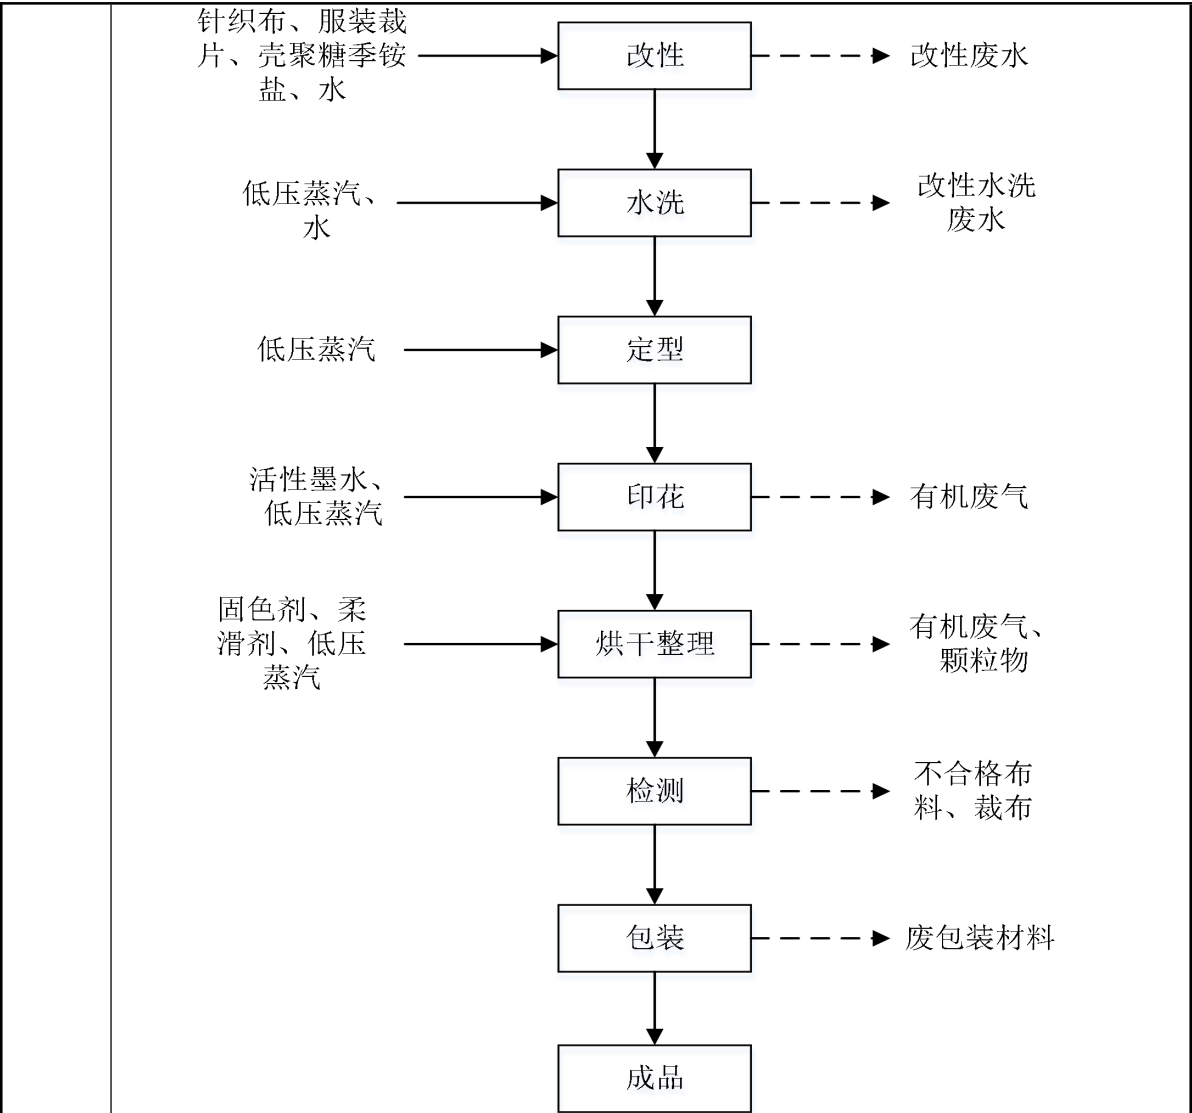 针织布、服装裁
片、壳聚糖季铵
盐、水
改性
改性废水
低压蒸汽、
水
水洗
改性水洗
废水
低压蒸汽
定型
活性墨水、
低压蒸汽
印花
有机废气
固色剂、柔
滑剂、低压
蒸汽
烘干整理
有机废气、
颗粒物
检测
不合格布
料、裁布
包装
废包装材料
成品